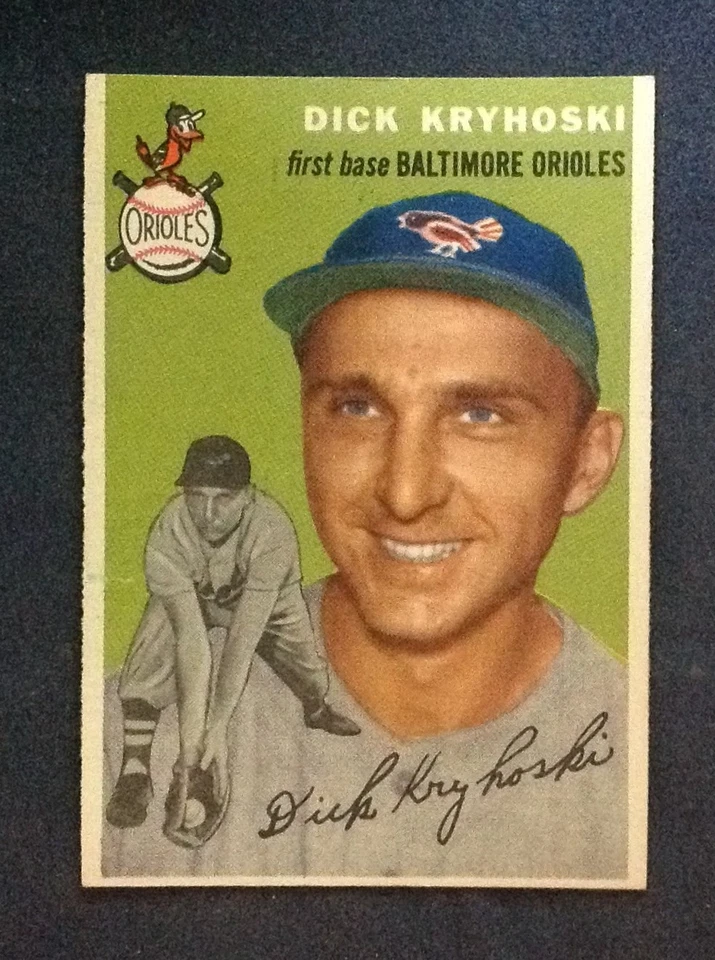 DICK KRYHOSKI
first base BALTIMORE ORIOLES
ORIOLES
Dick Kryhoski